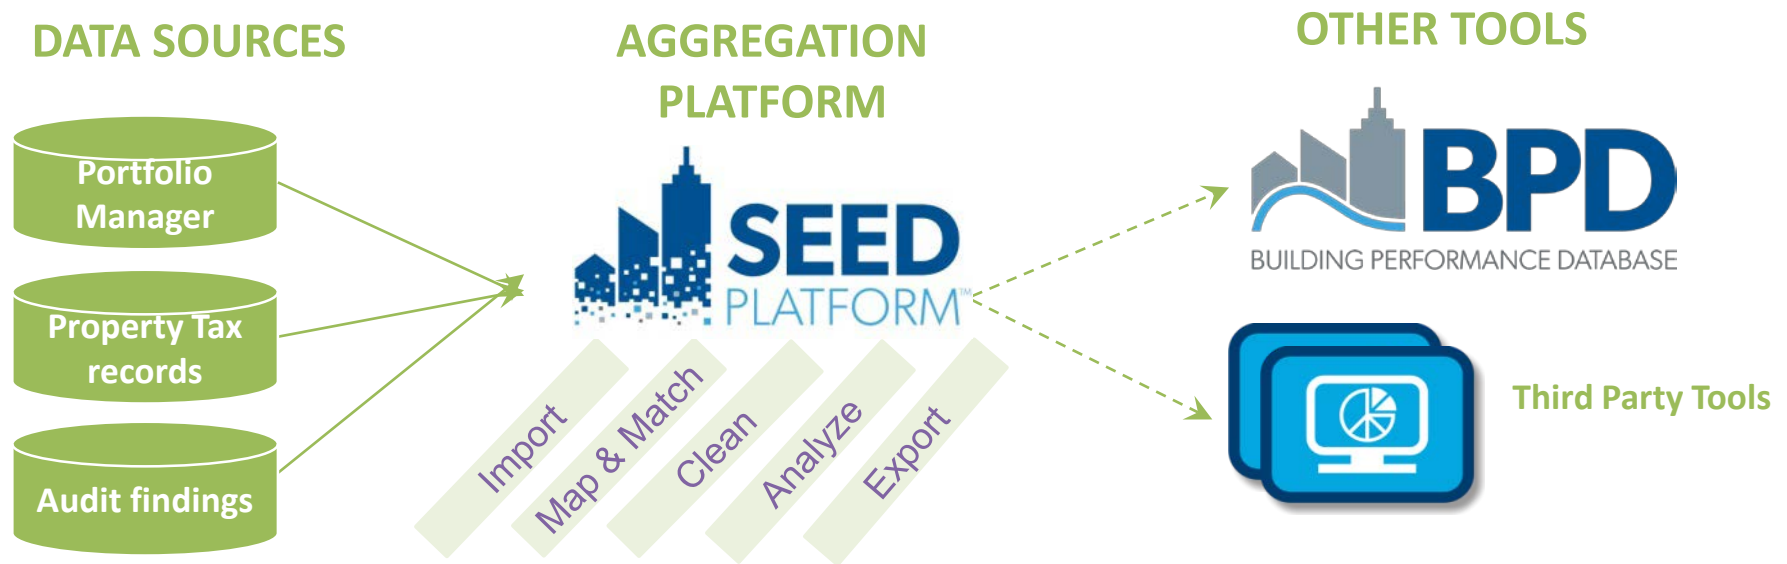 DATA SOURCES
Portfolio
Manager
Property Tax
records
Audit findings
AGGREGATION
PLATFORM
SEED
PLATFORM™
Import
Map & Match
Clean
Analyze
Export
OTHER TOOLS
BPD
BUILDING PERFORMANCE DATABASE
Third Party Tools